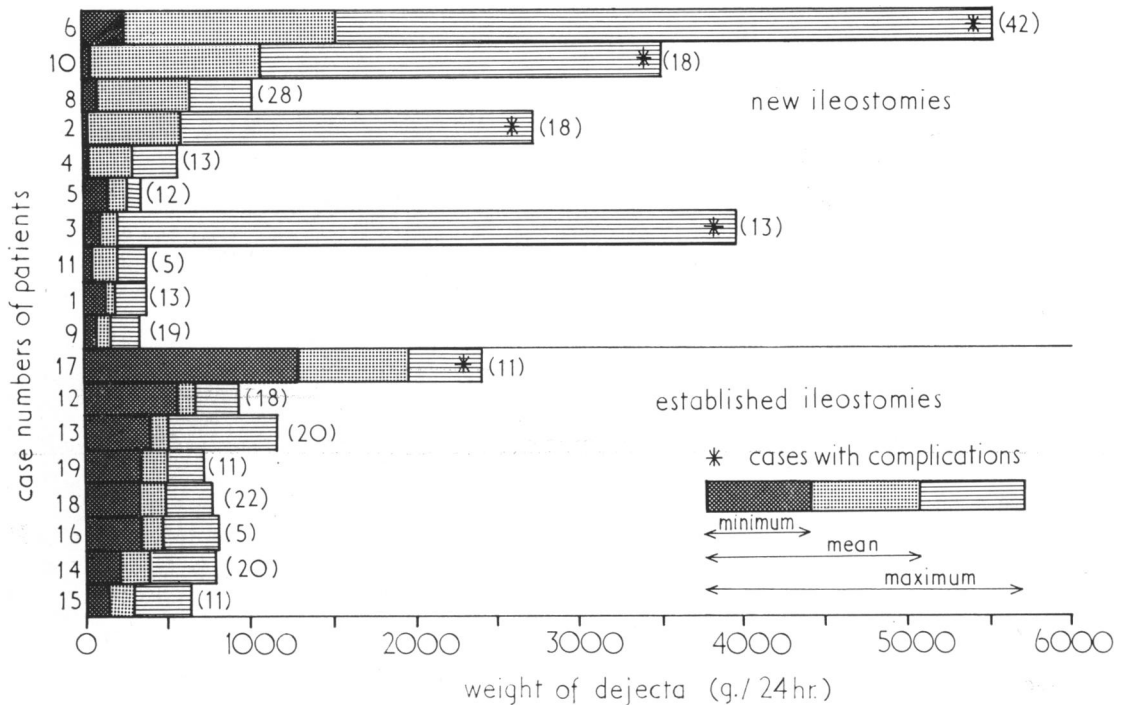 case numbers of patients
6 (42)
10 (18)
8 (28)
new ileostomies
2 (18)
4 (13)
5 (12)
3 (13)
11 (5)
1 (13)
9 (19)
17 (11)
12 (18)
established ileostomies
13 (20)
* cases with complications
19 (11)
18 (22)
16 (5)
minimum
mean
14 (20)
maximum
15 (11)
0 1000 2000 3000 4000 5000 6000
weight of dejecta (g./24hr.)